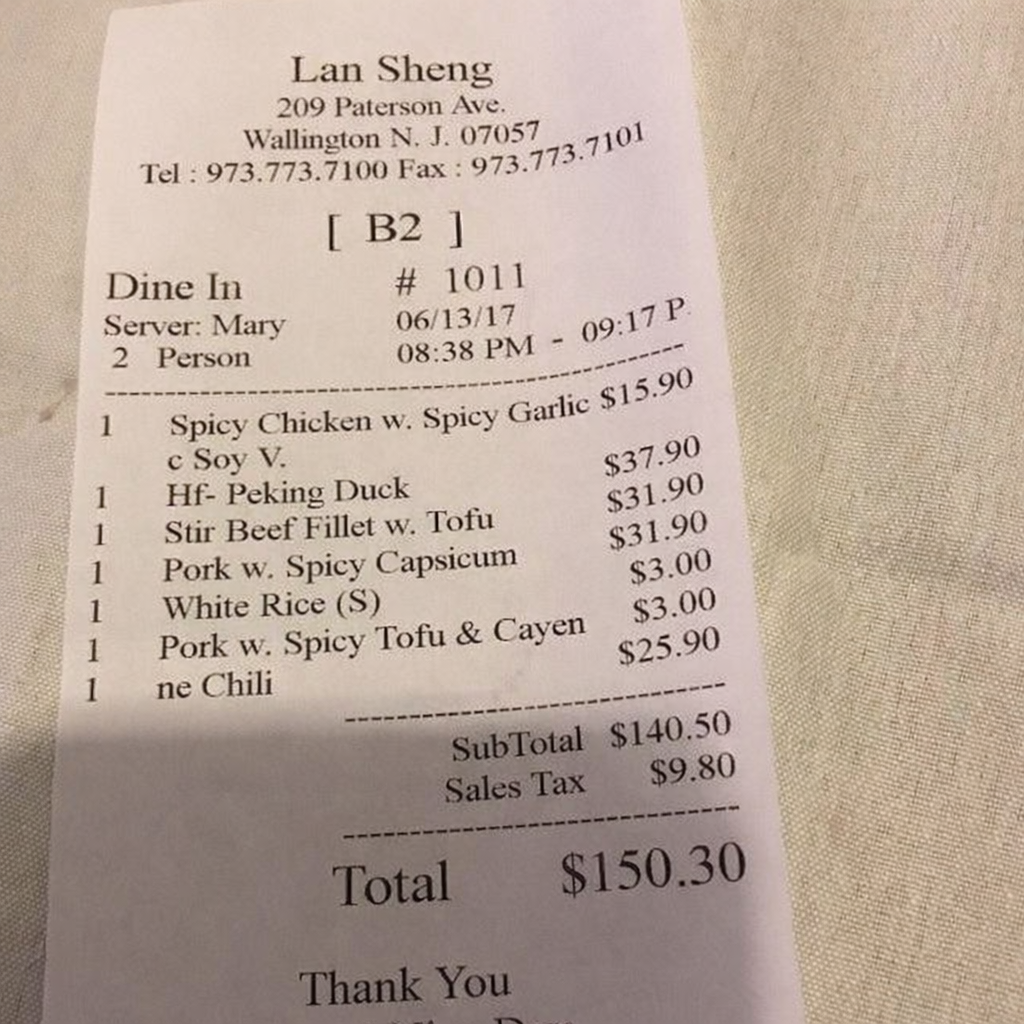 Lan Sheng
209 Paterson Ave.
Wallington N. J. 07057
Tel : 973.773.7100 Fax : 973.773.7101
[ B2 ]
Dine In # 1011
Server: Mary 06/13/17
2 Person 08:38 PM - 09:17 P
1 Spicy Chicken w. Spicy Garlic $15.90
c Soy V.
1 Hf- Peking Duck $37.90
1 Stir Beef Fillet w. Tofu $31.90
1 Pork w. Spicy Capsicum $31.90
1 White Rice (S) $3.00
1 Pork w. Spicy Tofu & Cayen $3.00
1 ne Chili $25.90
SubTotal $140.50
Sales Tax $9.80
Total $150.30
Thank You